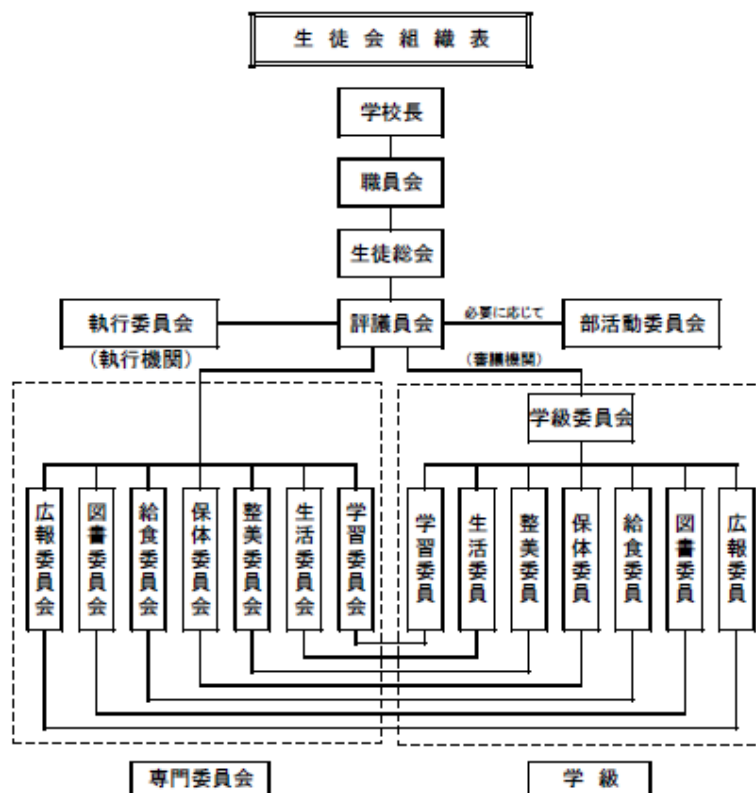 生徒会組織表
学校長
職員会
生徒総会
執行委員会
評議員会
必要に応じて
部活動委員会
(執行機関)
(審議機関)
学級委員会
広報委員会
図書委員会
給食委員会
保体委員会
整美委員会
生活委員会
学習委員会
学習委員
生活委員
整美委員
保体委員
給食委員
図書委員
広報委員
専門委員会
学級